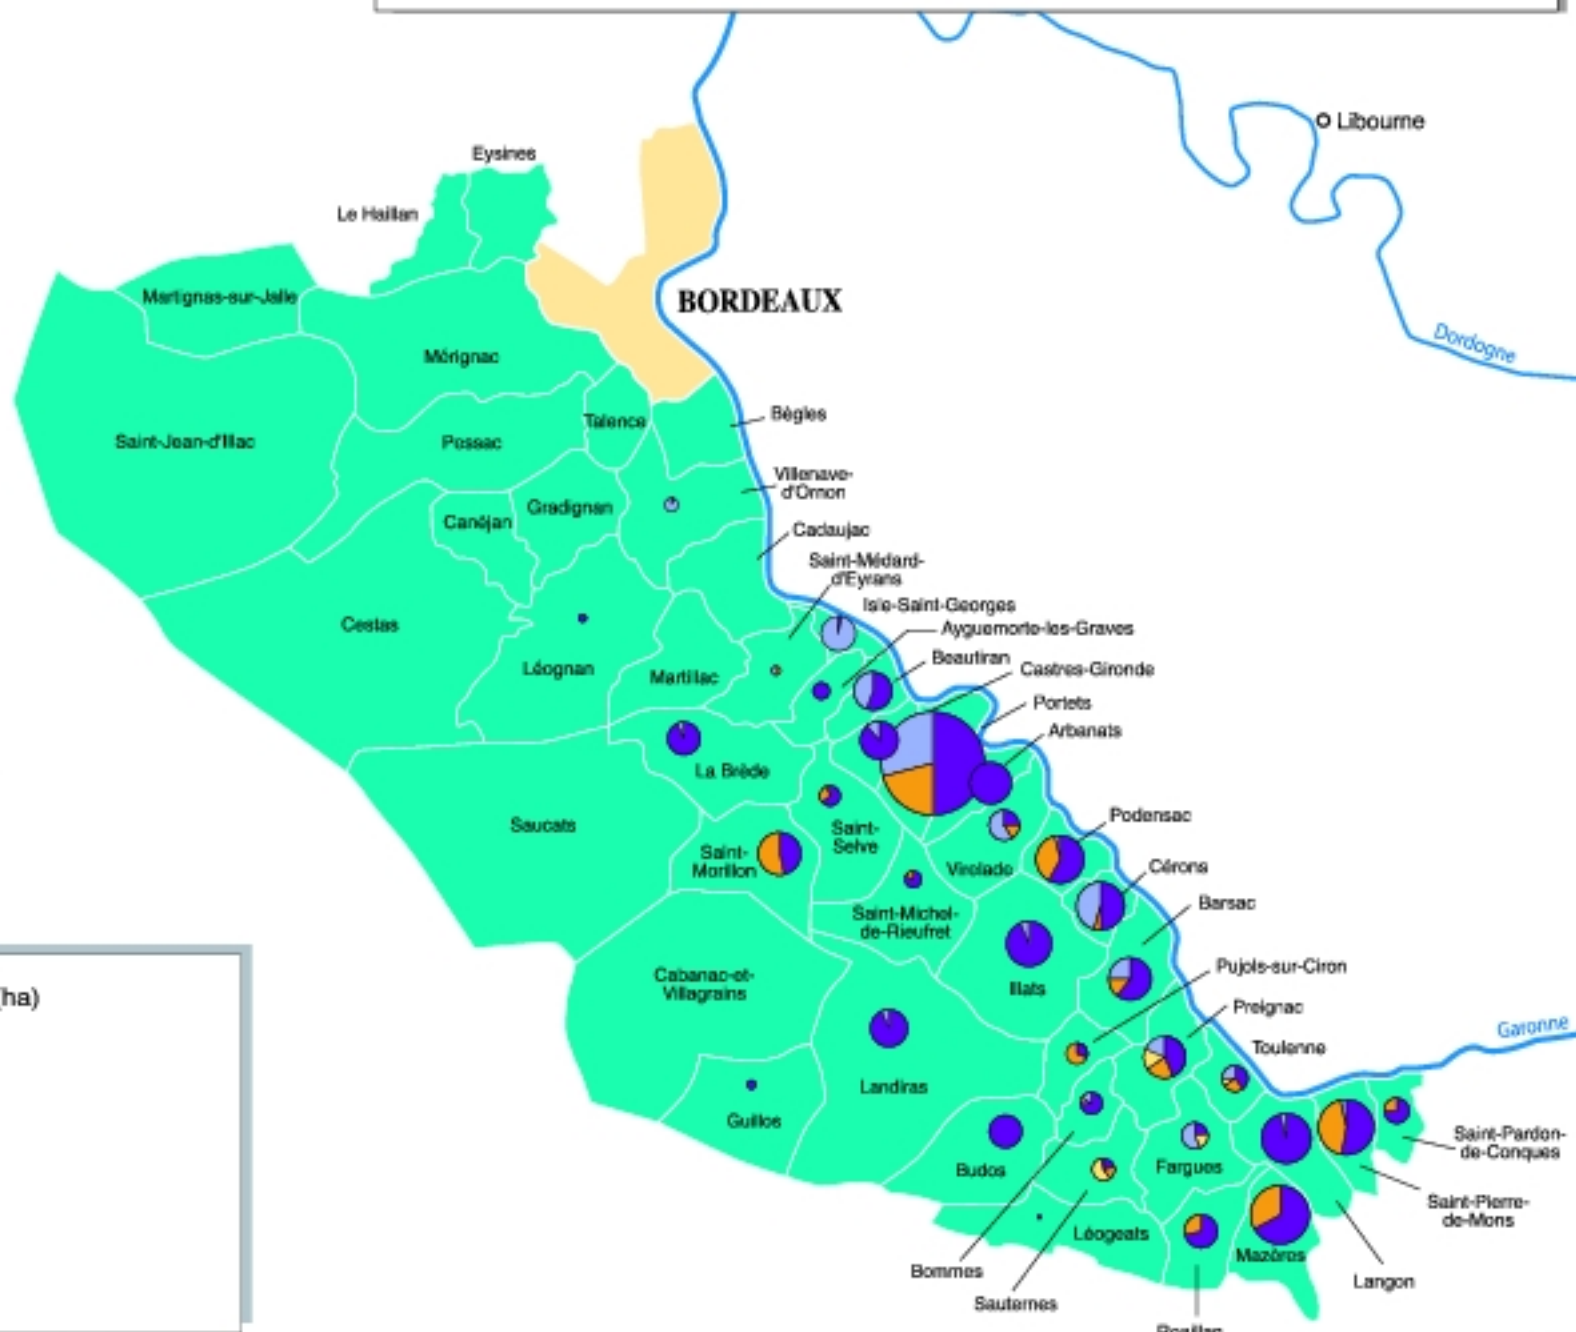 Libourne
Eysines
Le Haillan
Martignas-sur-Jalle
BORDEAUX
Dordogne
Mérignac
Bègles
Talence
Saint-Jean-d'Illac
Pessac
Villenave-
d'Ornon
Gradignan
Canéjan
Cadaujac
Saint-Médard-
d'Eyrans
Isle-Saint-Georges
Cestas
Ayguemorte-les-Graves
Beautiran
Castres-Gironde
Léognan
Martillac
Portets
Arbanats
La Brède
Podensac
Saucats
Saint-
Selve
Saint-
Morillon
Virelade
Cérons
Barsac
Saint-Michel-
de-Rieufret
Pujols-sur-Ciron
Cabanac-et-
Villagrains
Illats
(ha)
Preignac
Garonne
Toulenne
Landiras
Guillos
Saint-Pardon-
de-Conques
Budos
Fargues
Saint-Pierre-
de-Mons
Léogeats
Mazères
Bommes
Langon
Sauternes